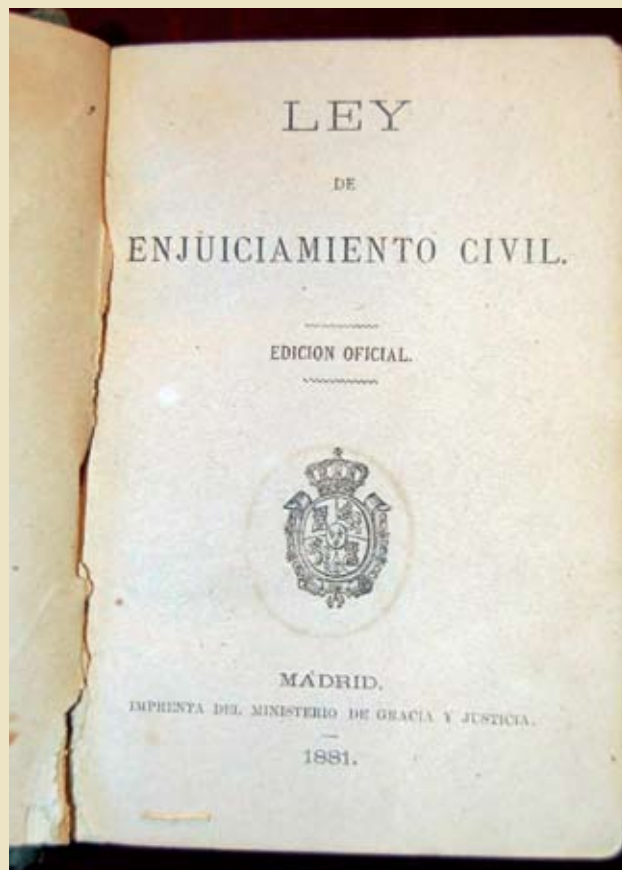 LEY
DE
ENJUICIAMIENTO CIVIL.
EDICION OFICIAL.
MADRID.
IMPRENTA DEL MINISTERIO DE GRACIA Y JUSTICIA.
1881.